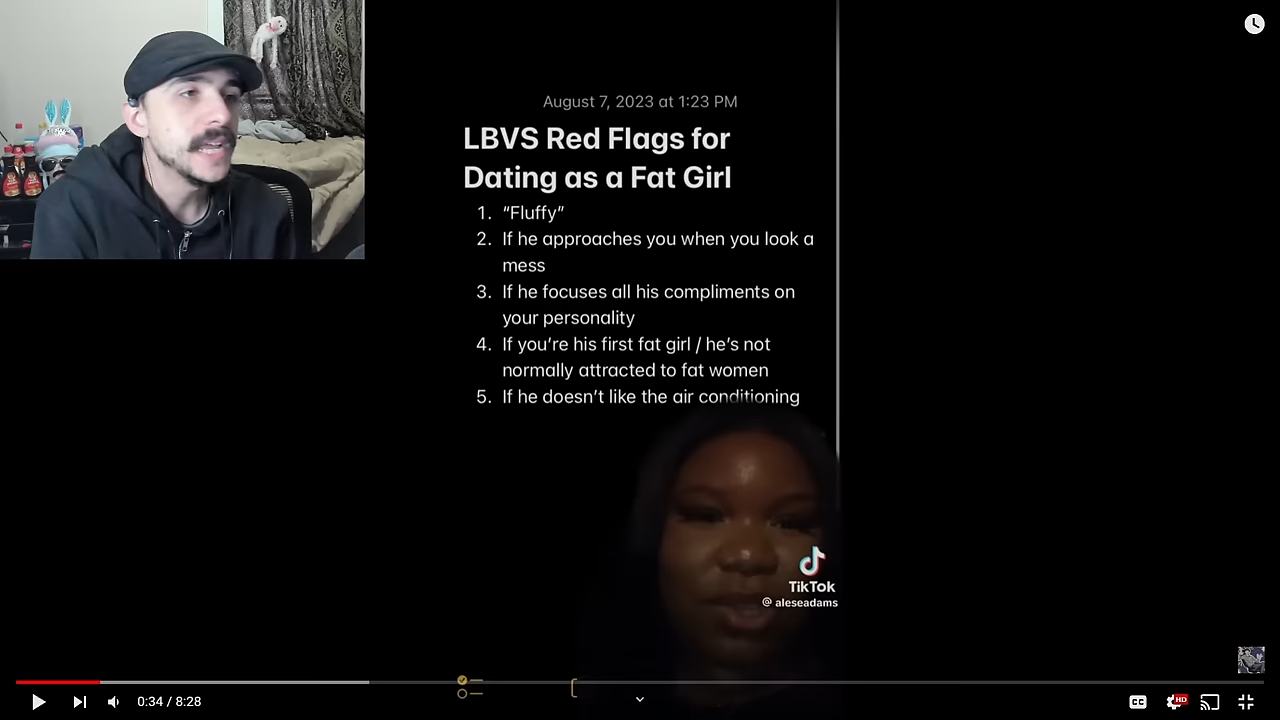 August 7, 2023 at 1:23 PM
LBVS Red Flags for
Dating as a Fat Girl
1. “Fluffy”
2. If he approaches you when you look a
mess
3. If he focuses all his compliments on
your personality
4. If you’re his first fat girl / he’s not
normally attracted to fat women
5. If he doesn’t like the air conditioning
TikTok
@ aleseadams
0:34 / 8:28
CC
HD